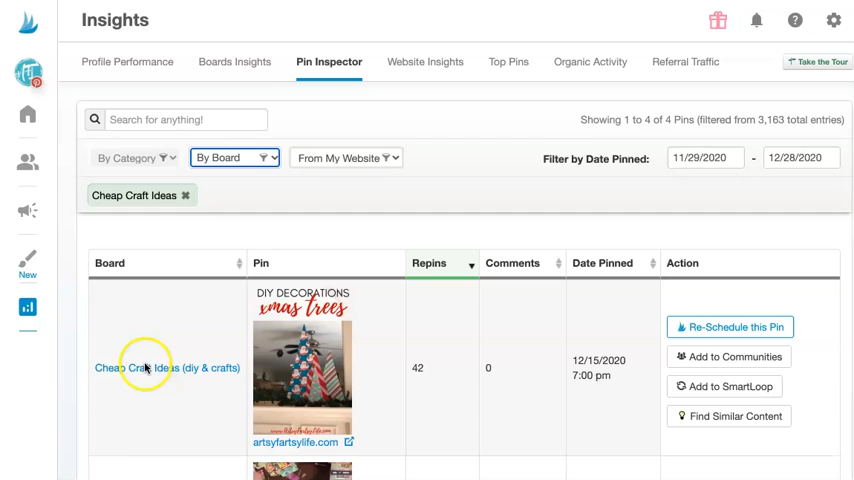 Insights
Profile Performance
Boards Insights
Pin Inspector
Website Insights
Top Pins
Organic Activity
Referral Traffic
Take the Tour
Search for anything!
Showing 1 to 4 of 4 Pins (filtered from 3,163 total entries)
By Category
By Board
From My Website
Filter by Date Pinned:
11/29/2020
-
12/28/2020
Cheap Craft Ideas
New
Board
Pin
Repins
Comments
Date Pinned
Action
DIY DECORATIONS
xmas trees
www.ArtsyFartsyLife.com
artsyfartsylife.com
Cheap Craft Ideas (diy & crafts)
42
0
12/15/2020
7:00 pm
Re-Schedule this Pin
Add to Communities
Add to SmartLoop
Find Similar Content